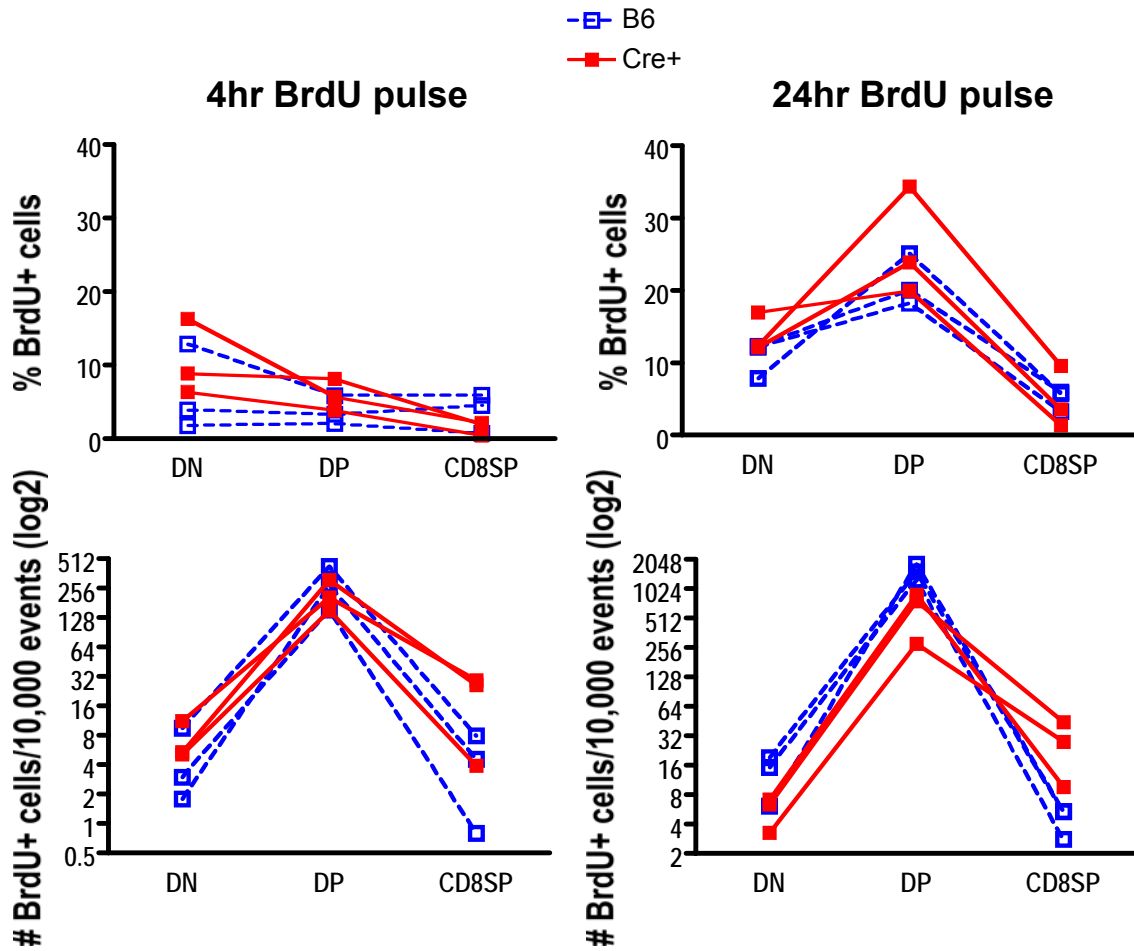 B6
Cre+
4hr BrdU pulse
24hr BrdU pulse
% BrdU+ cells
40
30
20
10
0
DN DP CD8SP
% BrdU+ cells
40
30
20
10
0
DN DP CD8SP
# BrdU+ cells/10,000 events (log2)
512
256
128
64
32
16
8
4
2
1
0.5
DN DP CD8SP
# BrdU+ cells/10,000 events (log2)
2048
1024
512
256
128
64
32
16
8
4
2
DN DP CD8SP